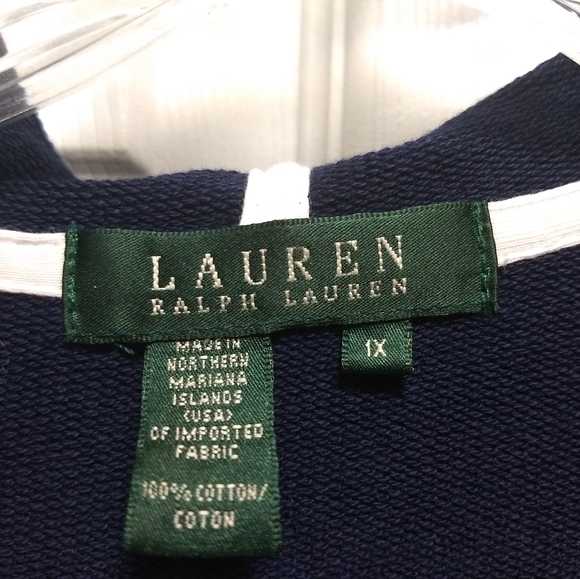 LAUREN
RALPH LAUREN
1X
MADE IN
NORTHERN
MARIANA
ISLANDS
(USA)
OF IMPORTED
FABRIC
100% COTTON/
COTON